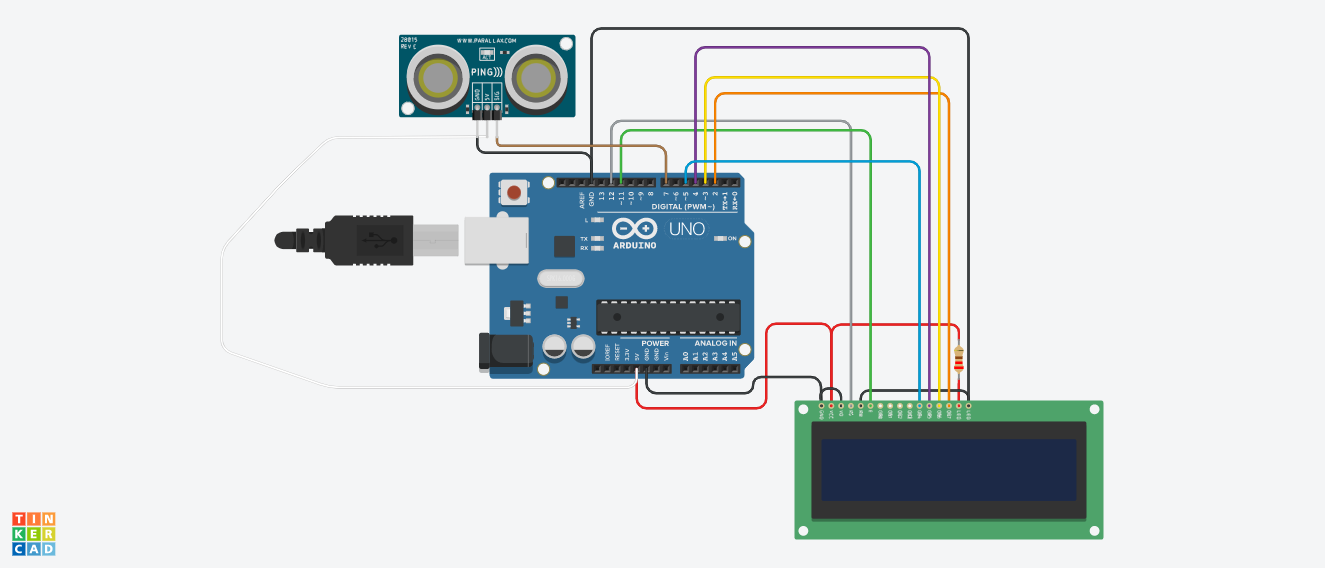 28015
REV C
WWW.PARALLAX.COM
PING)))
GND
5V
SIG
AREF
GND
13
12
~11
~10
~9
8
7
~6
~5
4
~3
2
TX→1
RX←0
DIGITAL (PWM~)
L
TX
RX
ARDUINO
UNO
ON
POWER
ANALOG IN
IOREF
RESET
3.3V
5V
GND
GND
Vin
A0
A1
A2
A3
A4
A5
GND
VCC
TIN
KER
CAD